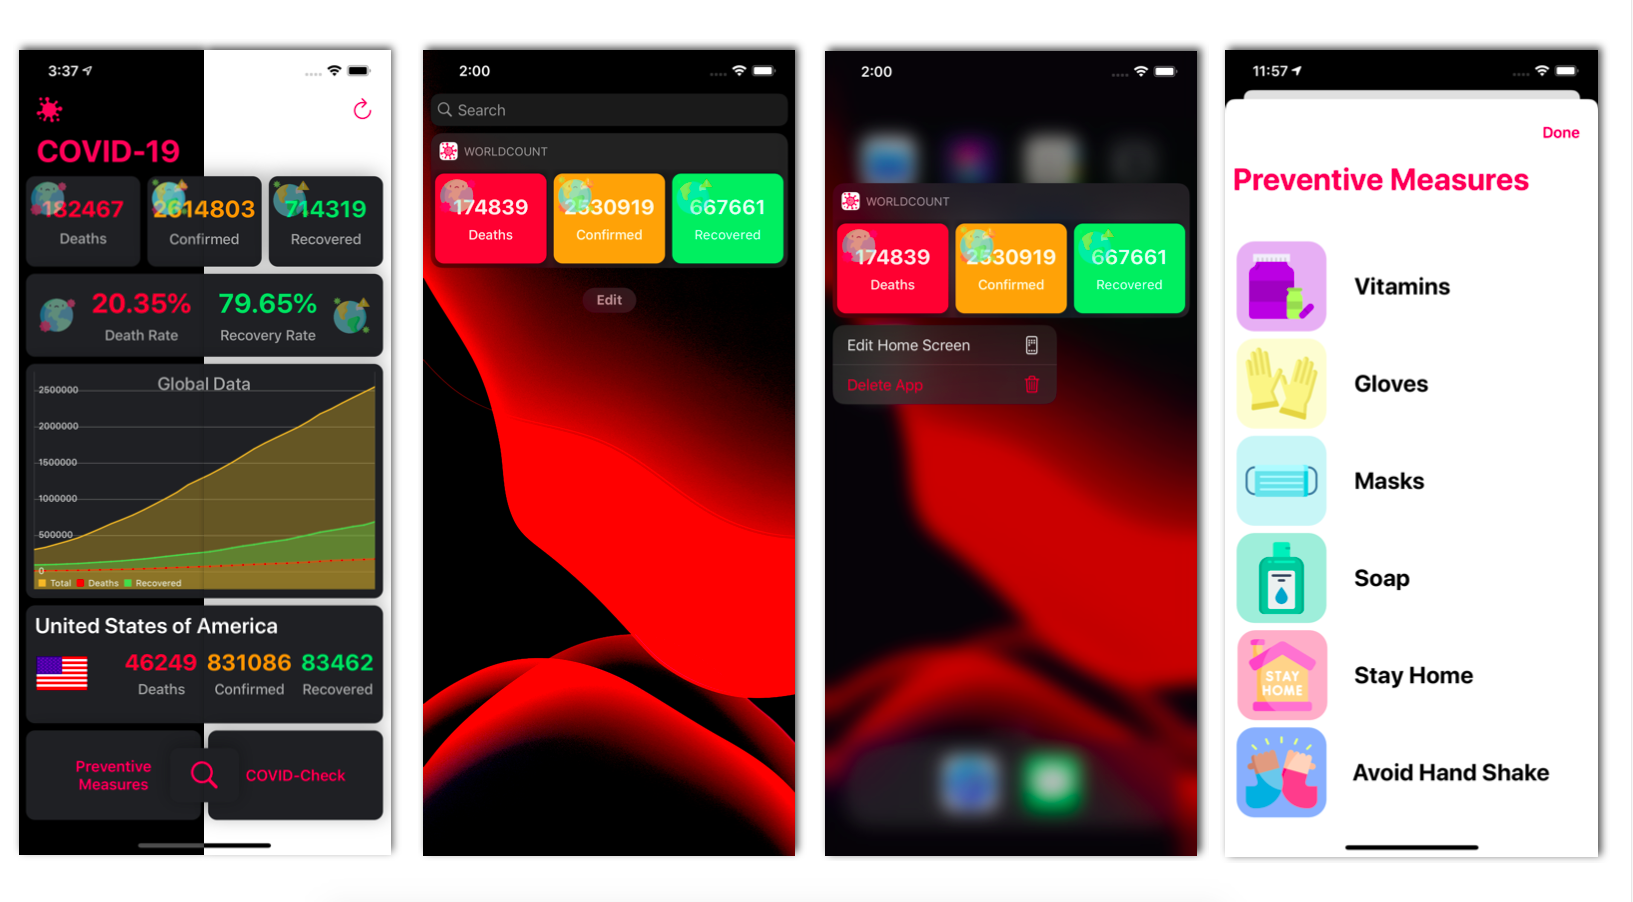 3:37
COVID-19
182467
Deaths
2614803
Confirmed
714319
Recovered
20.35%
Death Rate
79.65%
Recovery Rate
Global Data
2500000
2000000
1500000
1000000
500000
0
Total Deaths Recovered
United States of America
46249 831086 83462
Deaths Confirmed Recovered
Preventive
Measures
COVID-Check
2:00
Search
WORLDCOUNT
174839
Deaths
2530919
Confirmed
667661
Recovered
Edit
2:00
WORLDCOUNT
174839
Deaths
2530919
Confirmed
667661
Recovered
Edit Home Screen
Delete App
11:57
Done
Preventive Measures
Vitamins
Gloves
Masks
Soap
STAY
HOME
Stay Home
Avoid Hand Shake